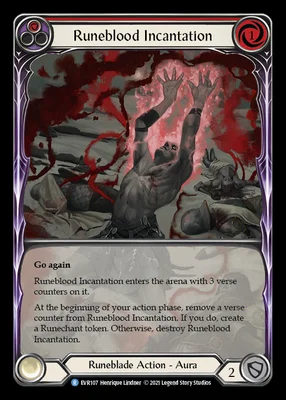 Runeblood Incantation
1
Go again
Runeblood Incantation enters the arena with 3 verse
counters on it.
At the beginning of your action phase, remove a verse
counter from Runeblood Incantation. If you do, create
a Runechant token. Otherwise, destroy Runeblood
Incantation.
Runeblade Action - Aura
2
R EVR107 Henrique Lindner © 2021 Legend Story Studios